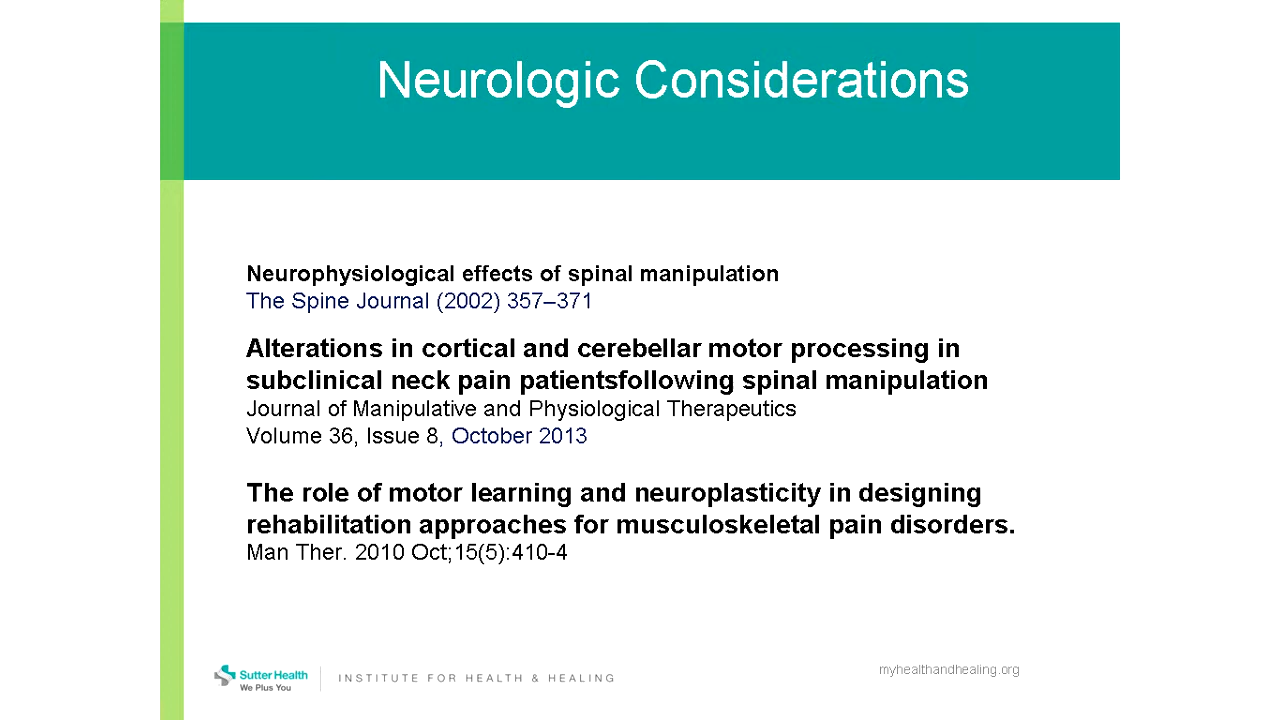 Neurologic Considerations
Neurophysiological effects of spinal manipulation
The Spine Journal (2002) 357–371
Alterations in cortical and cerebellar motor processing in
subclinical neck pain patientsfollowing spinal manipulation
Journal of Manipulative and Physiological Therapeutics
Volume 36, Issue 8, October 2013
The role of motor learning and neuroplasticity in designing
rehabilitation approaches for musculoskeletal pain disorders.
Man Ther. 2010 Oct;15(5):410-4
Sutter Health
We Plus You
INSTITUTE FOR HEALTH & HEALING
myhealthandhealing.org